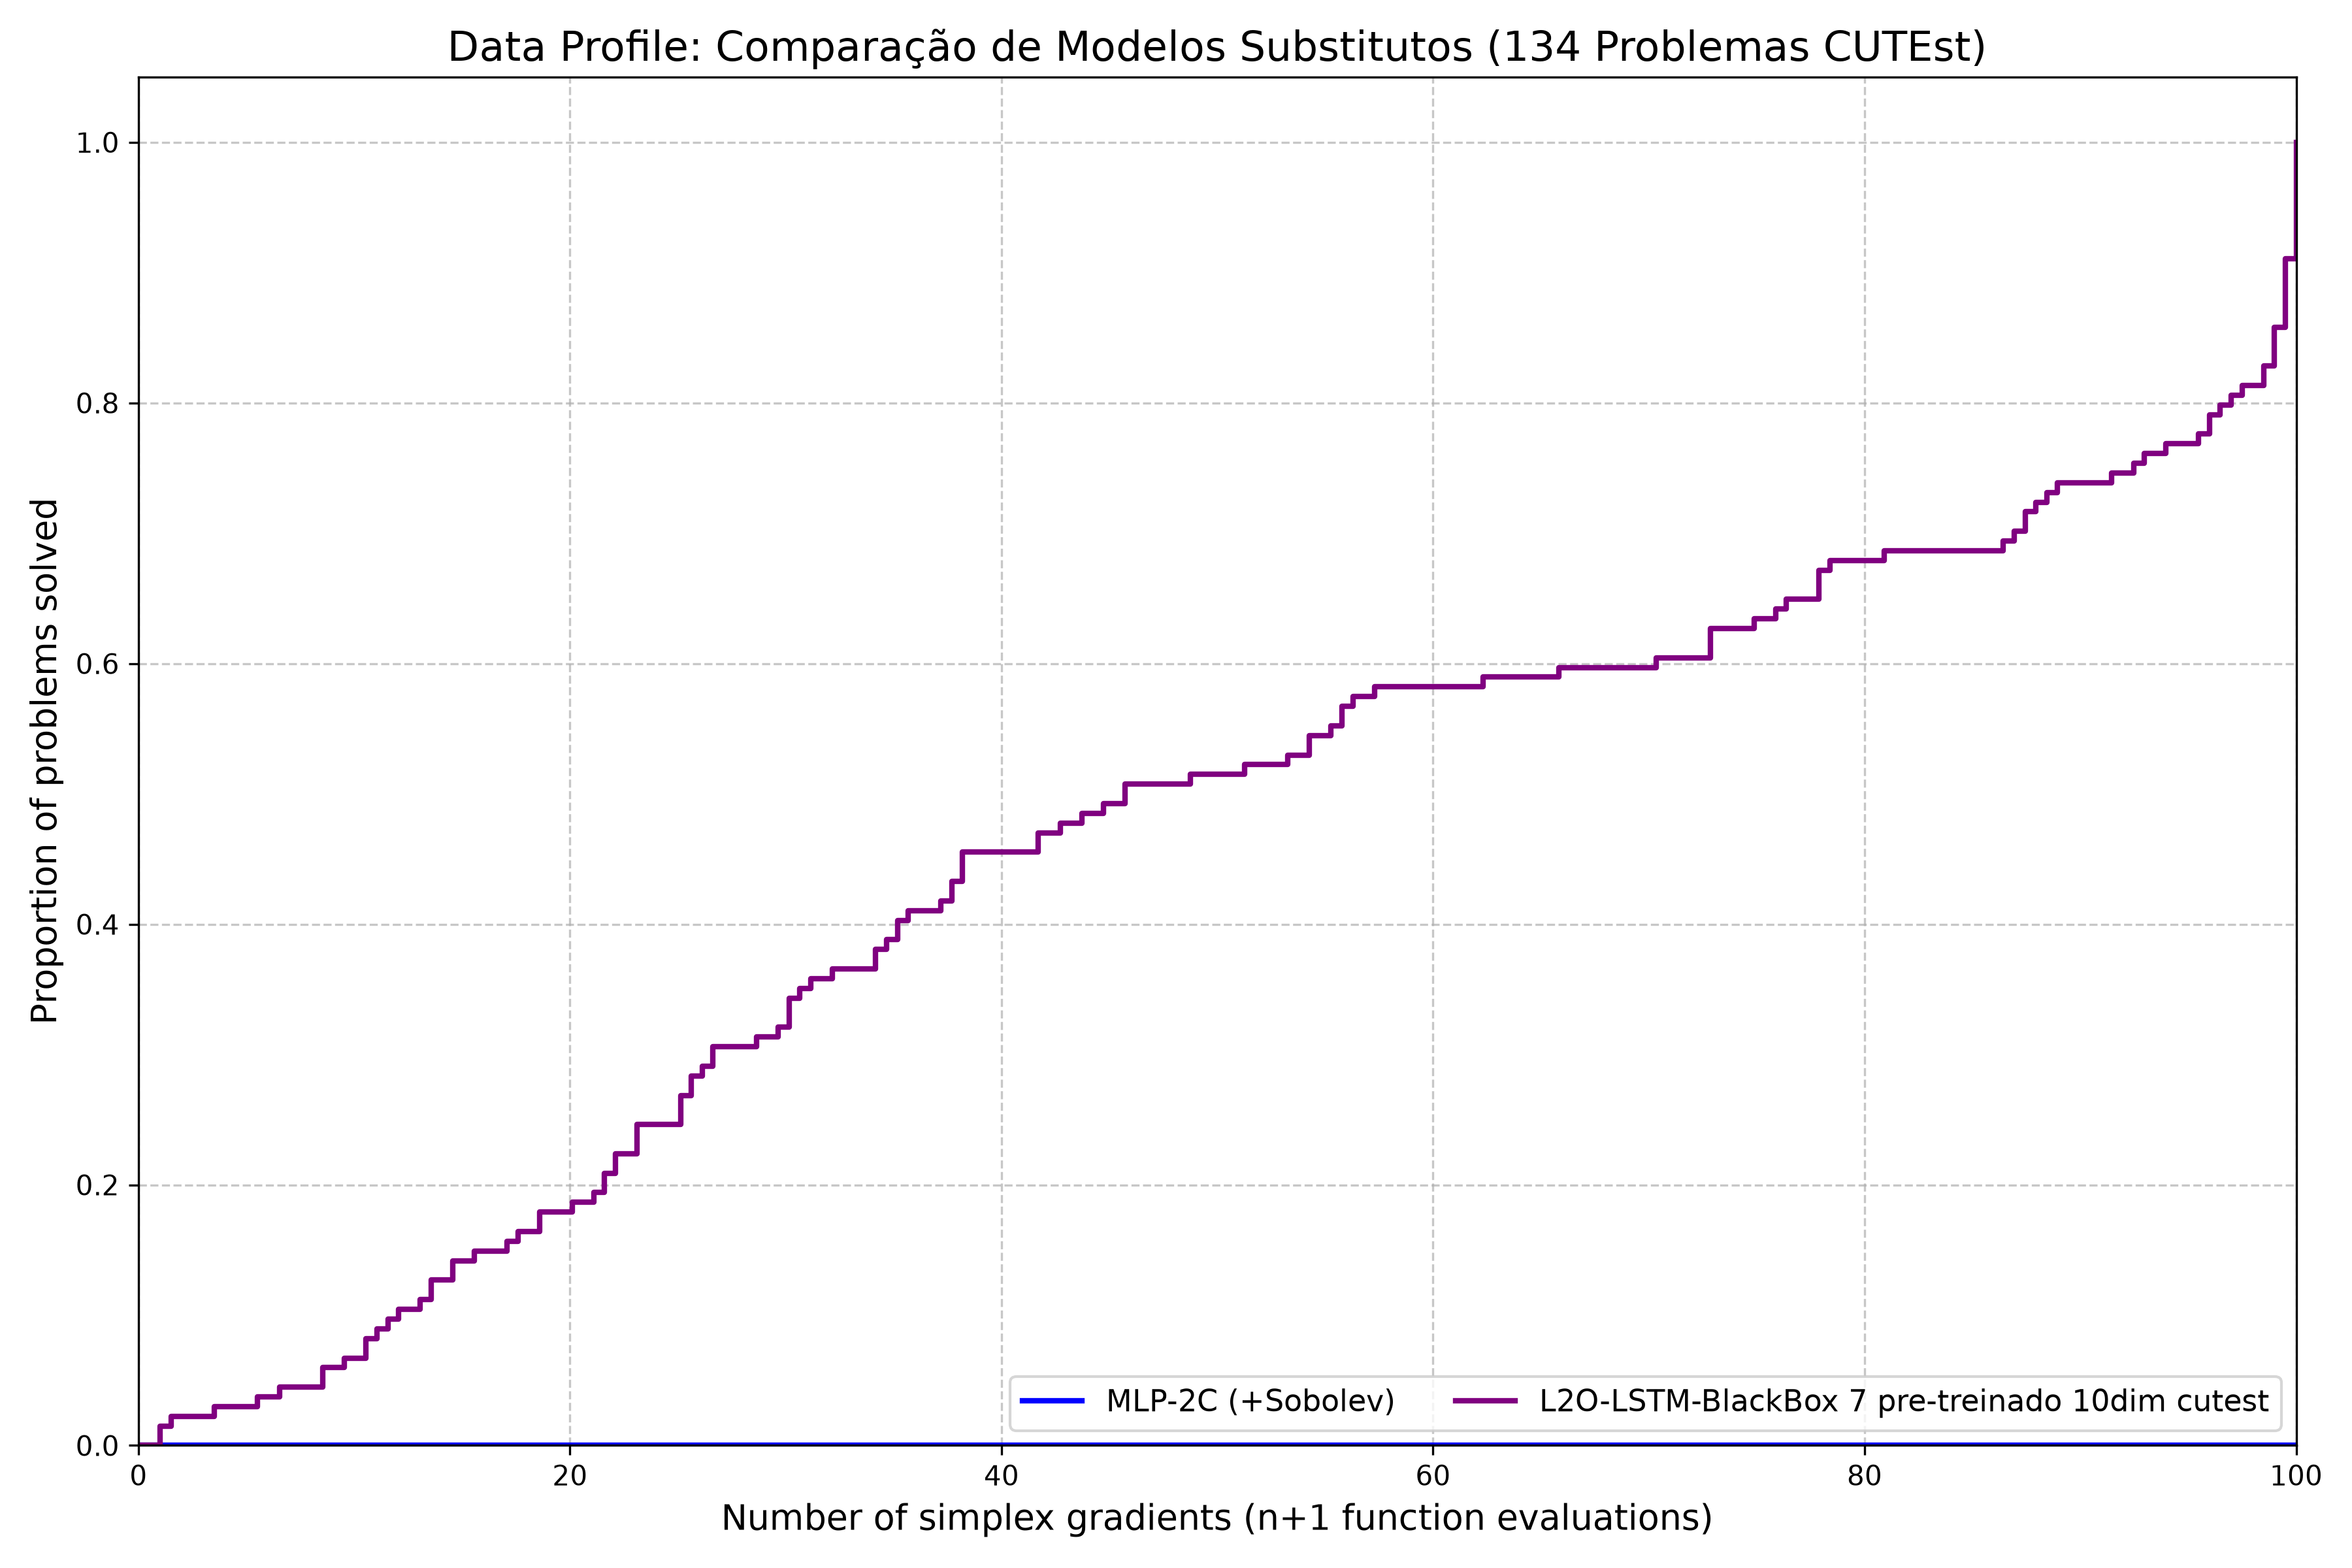 Data Profile: Comparação de Modelos Substitutos (134 Problemas CUTEst)
Proportion of problems solved
1.0
0.8
0.6
0.4
0.2
0.0
0 20 40 60 80 100
Number of simplex gradients (n+1 function evaluations)
MLP-2C (+Sobolev) L2O-LSTM-BlackBox 7 pre-treinado 10dim cutest